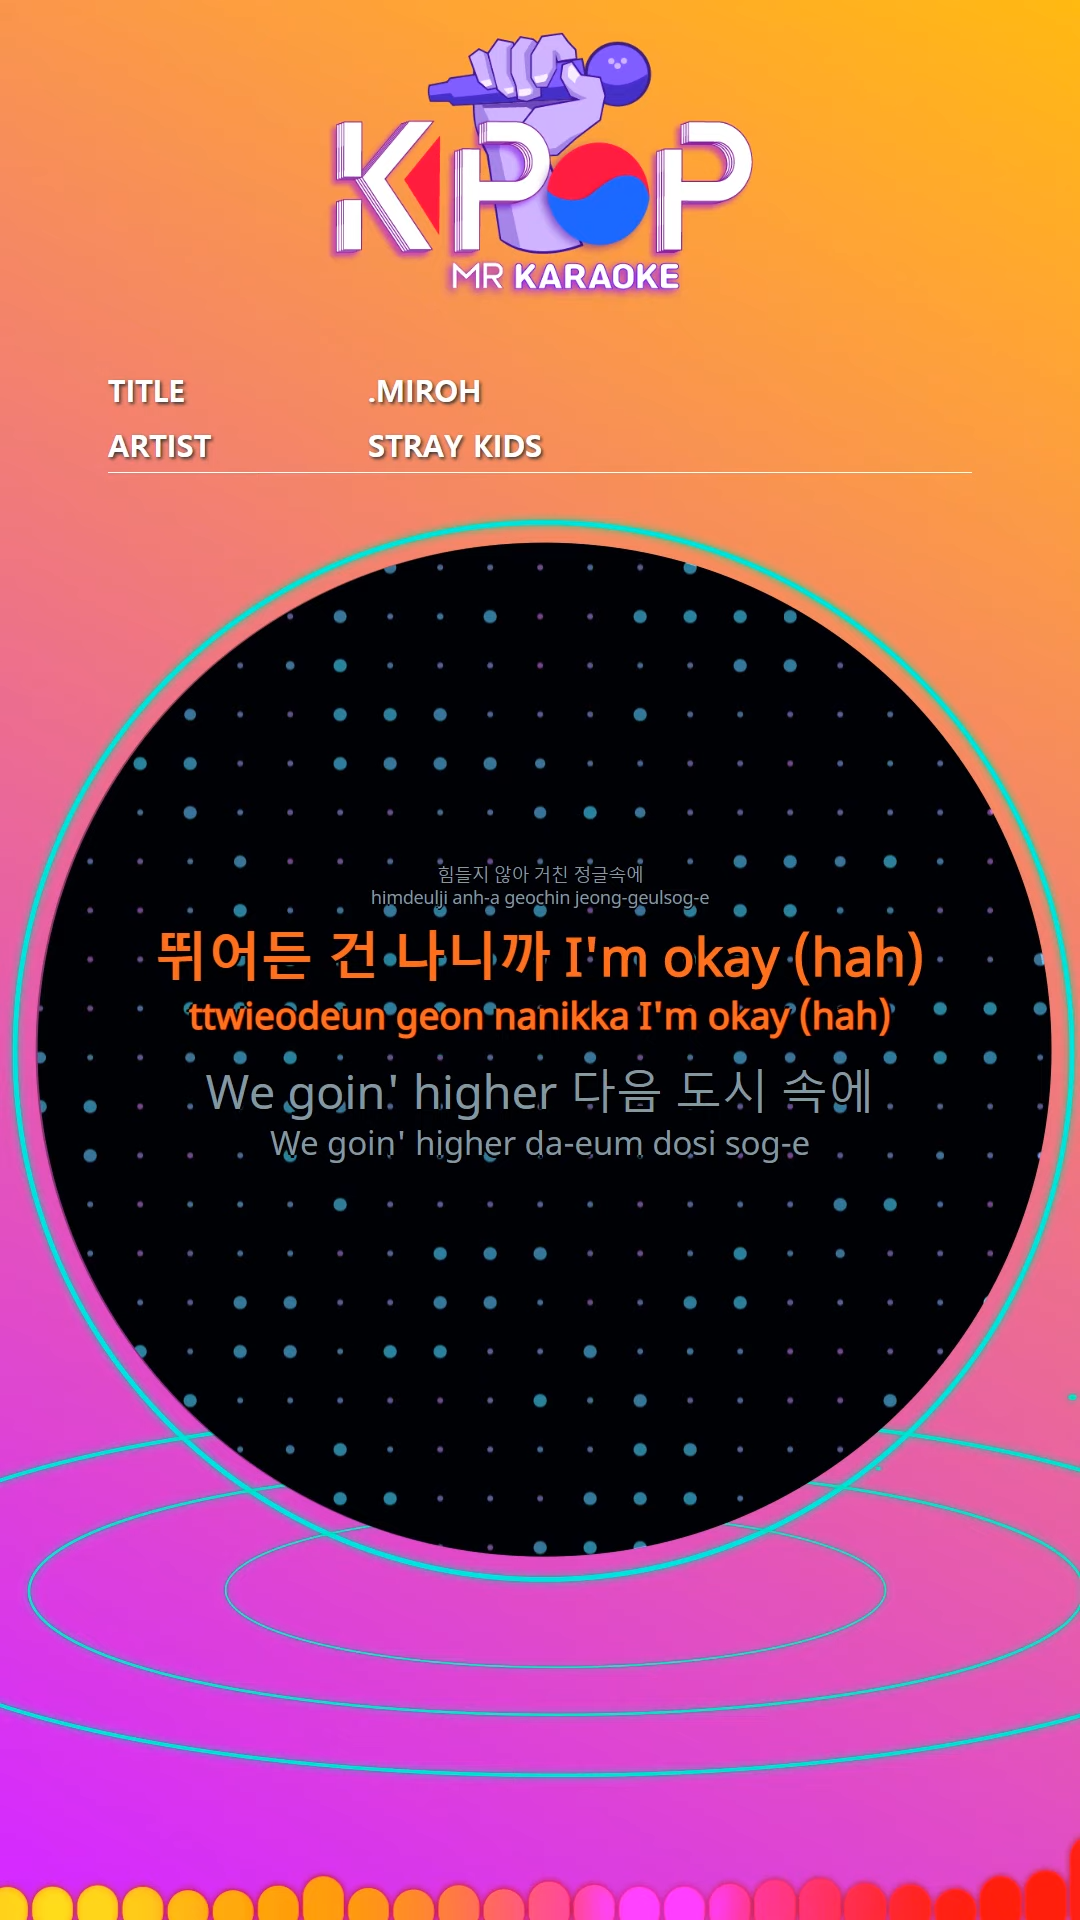 KPOP
MR KARAOKE
TITLE .MIROH
ARTIST STRAY KIDS
힘들지 않아 거친 정글속에
himdeulji anh-a geochin jeong-geulsog-e
뛰어든 건 나니까 I'm okay (hah)
ttwieodeun geon nanikka I'm okay (hah)
We goin' higher 다음 도시 속에
We goin' higher da-eum dosi sog-e